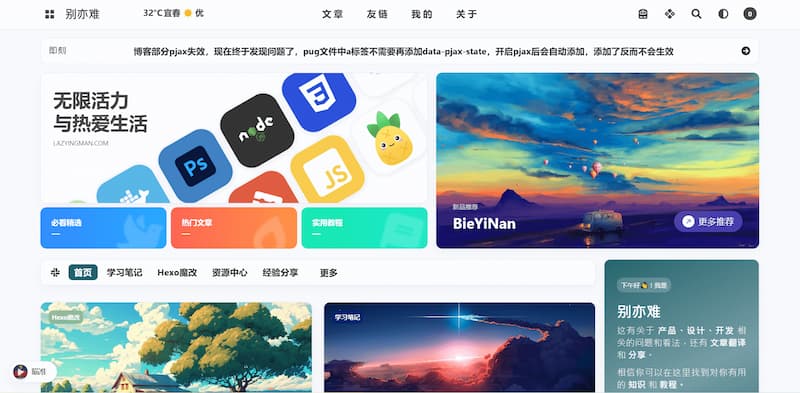 别亦难
32°C宜春 优
文章 友链 我的 关于
0
即刻
博客部分pjax失效，现在终于发现问题了，pug文件中a标签不需要再添加data-pjax-state，开启pjax后会自动添加，添加了反而不会生效
无限活力
与热爱生活
LAZYINGMAN.COM
3
node
JS
Ps
JS
必看精选
热门文章
实用教程
新品推荐
BieYiNan
更多推荐
首页 学习笔记 Hexo魔改 资源中心 经验分享 更多
Hexo魔改
学习笔记
下午好👋！我是
别亦难
这有关于 产品、设计、开发 相
关的问题和看法，还有 文章翻译
和 分享。
相信你可以在这里找到对你有用
的 知识 和 教程。